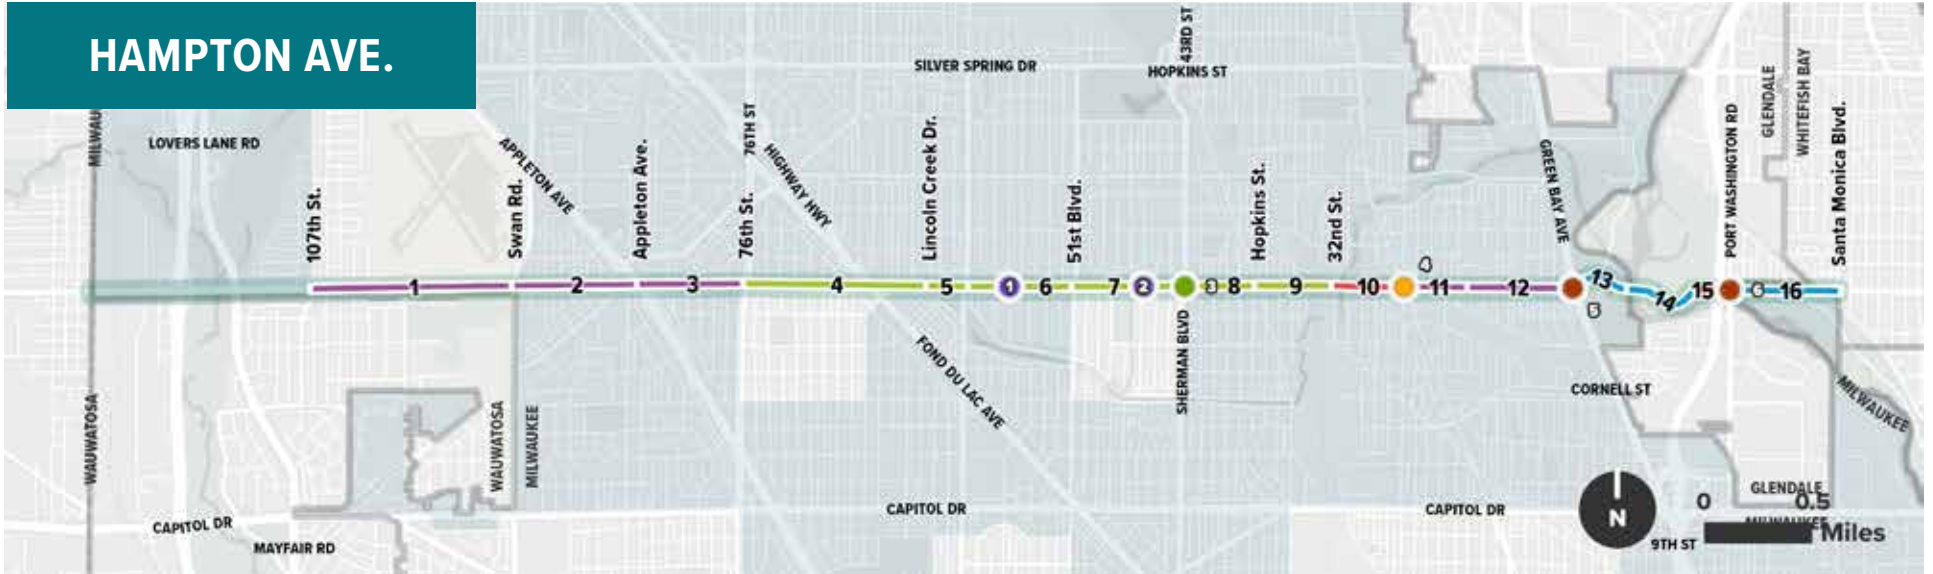 HAMPTON AVE.
43RD ST
SILVER SPRING DR
HOPKINS ST
GLENDALE
WHITEFISH BAY
LOVERS LANE RD
APPLETON AVE
76TH ST
HIGHWAY HWY
GREEN BAY AVE
PORT WASHINGTON RD
107th St.
Swan Rd.
Appleton Ave.
76th St.
Lincoln Creek Dr.
51st Blvd.
Hopkins St.
32nd St.
Santa Monica Blvd.
4
1
2
3
4
5
1
6
7
2
3
8
9
10
11
12
13
14
15
6
16
5
SHERMAN BLVD
FOND DU LAC AVE
CORNELL ST
WAUWATOSA
WAUWATOSA
MILWAUKEE
MILWAUKEE
GLENDALE
MILWAUKEE
CAPITOL DR
CAPITOL DR
CAPITOL DR
MAYFAIR RD
9TH ST
N
0 0.5
Miles